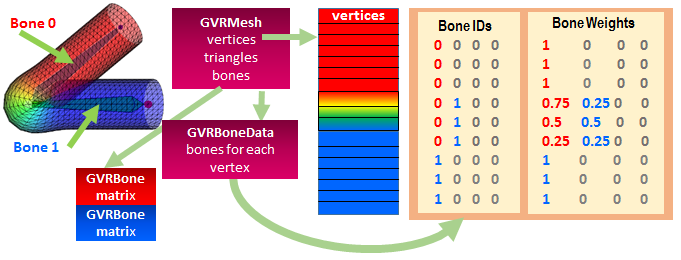 Bone 0
Bone 1
GVRMesh
vertices
triangles
bones
GVRBoneData
bones for each
vertex
GVRBone
matrix
GVRBone
matrix
vertices
Bone IDs
0 0 0 0
0 0 0 0
0 0 0 0
0 1 0 0
0 1 0 0
0 1 0 0
1 0 0 0
1 0 0 0
1 0 0 0
Bone Weights
1 0 0 0
1 0 0 0
1 0 0 0
0.75 0.25 0 0
0.5 0.5 0 0
0.25 0.25 0 0
1 0 0 0
1 0 0 0
1 0 0 0